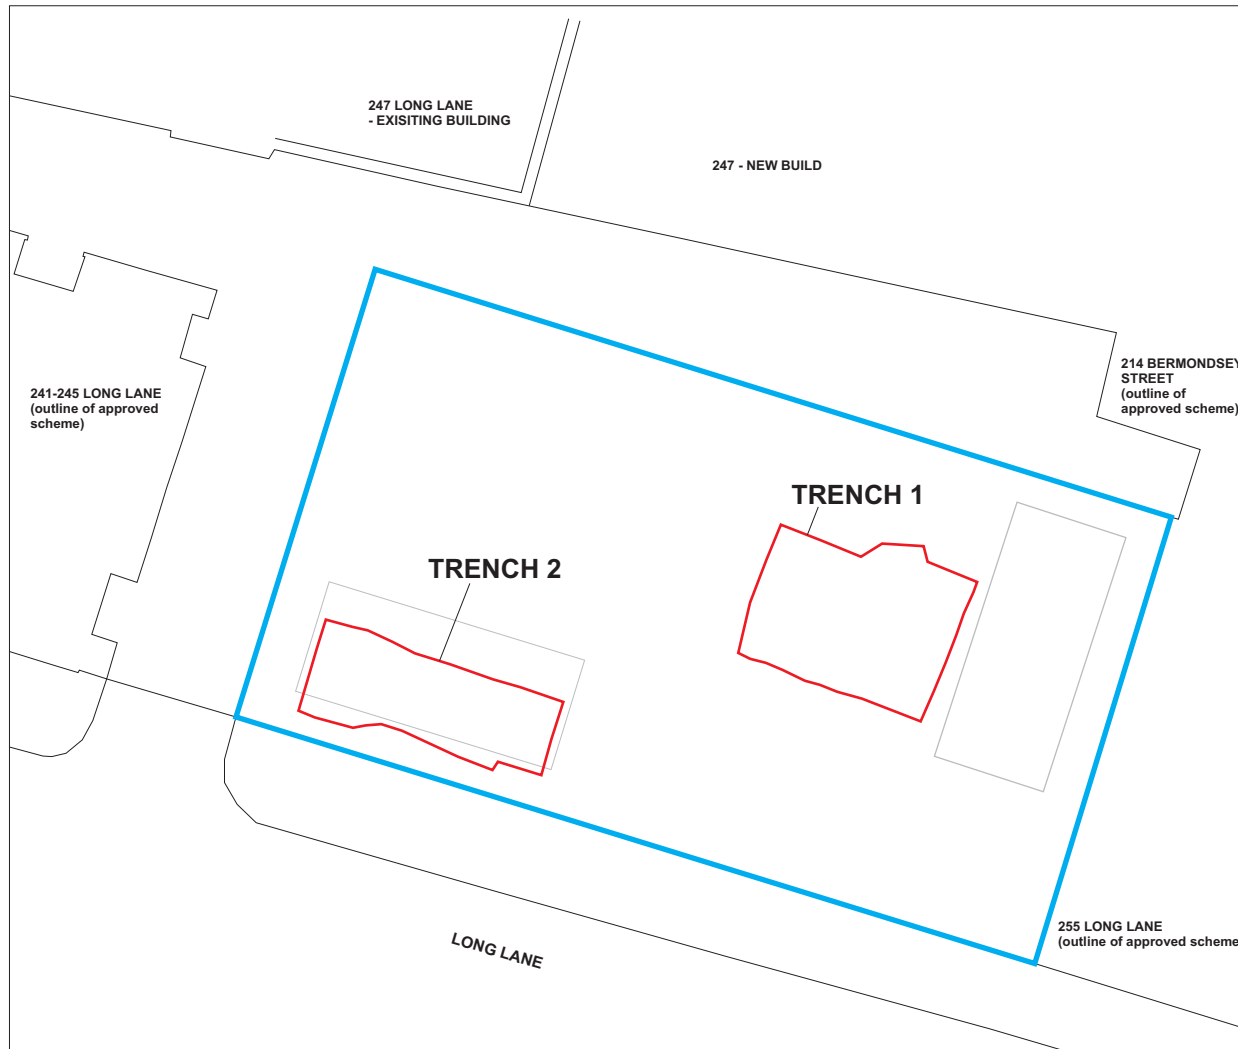 247 LONG LANE
- EXISITING BUILDING
247 - NEW BUILD
214 BERMONDSEY
STREET
(outline of
approved scheme)
241-245 LONG LANE
(outline of approved
scheme)
TRENCH 1
TRENCH 2
255 LONG LANE
(outline of approved scheme
LONG LANE